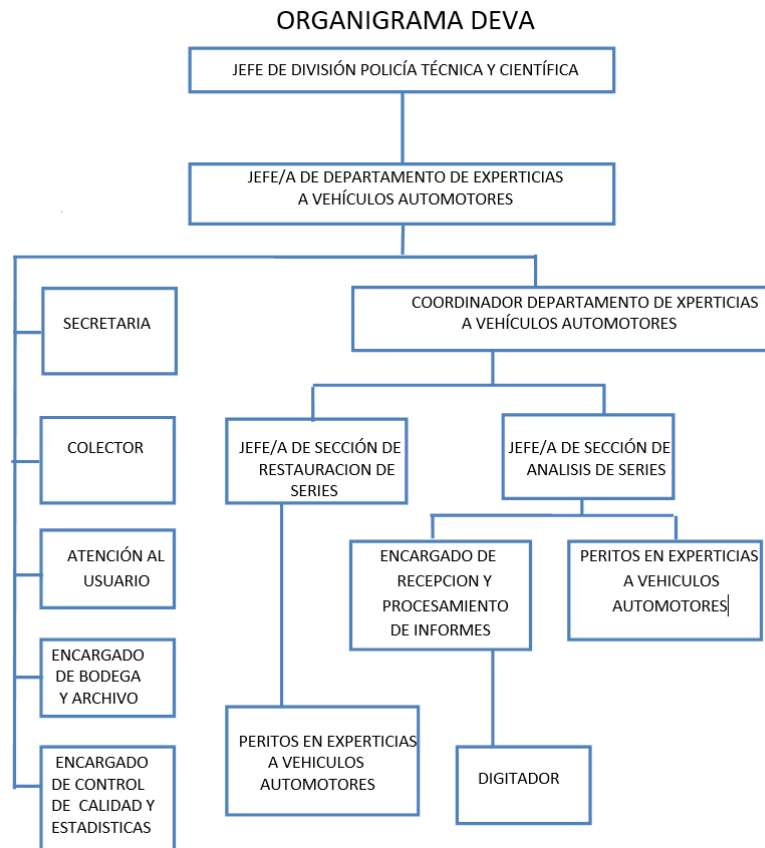 ORGANIGRAMA DEVA
JEFE DE DIVISIÓN POLICÍA TÉCNICA Y CIENTÍFICA
JEFE/A DE DEPARTAMENTO DE EXPERTICIAS
A VEHÍCULOS AUTOMOTORES
SECRETARIA
COORDINADOR DEPARTAMENTO DE XPERTICIAS
A VEHÍCULOS AUTOMOTORES
COLECTOR
JEFE/A DE SECCIÓN DE
RESTAURACION DE
SERIES
JEFE/A DE SECCIÓN DE
ANALISIS DE SERIES
ATENCIÓN AL
USUARIO
ENCARGADO DE
RECEPCION Y
PROCESAMIENTO
DE INFORMES
PERITOS EN EXPERTICIAS
A VEHICULOS
AUTOMOTORES
ENCARGADO
DE BODEGA
Y ARCHIVO
PERITOS EN EXPERTICIAS
A VEHICULOS
AUTOMOTORES
DIGITADOR
ENCARGADO
DE CONTROL
DE CALIDAD Y
ESTADISTICAS